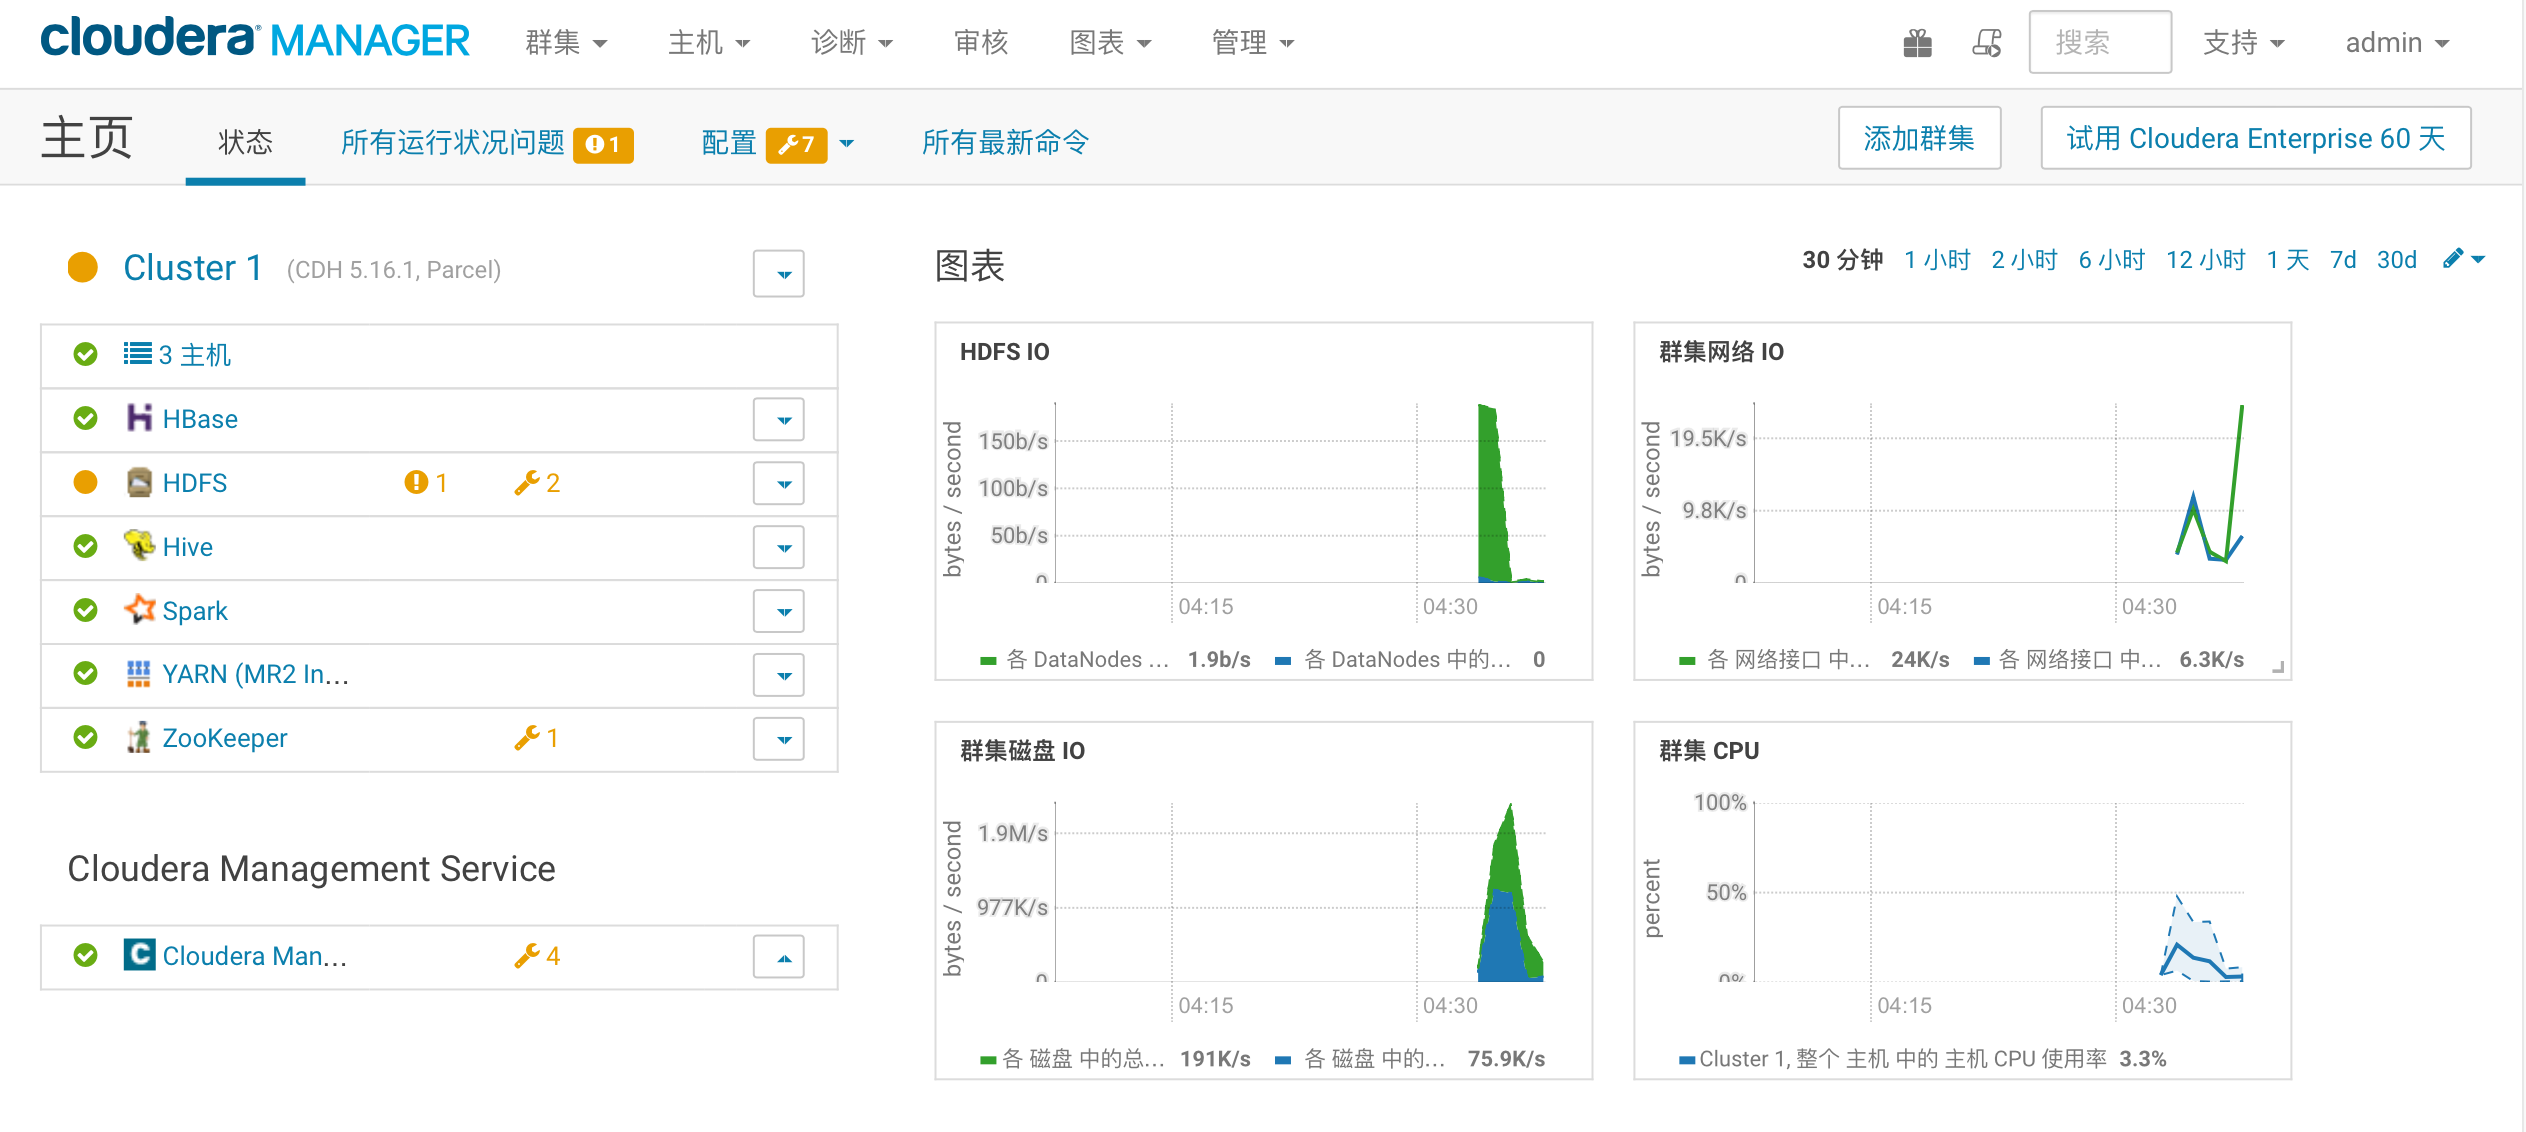 cloudera MANAGER 群集 主机 诊断 审核 图表 管理 搜索 支持 admin
主页 状态 所有运行状况问题 1 配置 7 所有最新命令 添加群集 试用 Cloudera Enterprise 60 天
Cluster 1 (CDH 5.16.1, Parcel)
3 主机
HBase
HDFS 1 2
Hive
Spark
YARN (MR2 In...
ZooKeeper 1
Cloudera Management Service
Cloudera Man... 4
图表 30 分钟 1 小时 2 小时 6 小时 12 小时 1 天 7d 30d
HDFS IO
bytes / second
150b/s
100b/s
50b/s
0
04:15 04:30
各 DataNodes ... 1.9b/s 各 DataNodes 中的... 0
群集网络 IO
bytes / second
19.5K/s
9.8K/s
0
04:15 04:30
各 网络接口 中... 24K/s 各 网络接口 中... 6.3K/s
群集磁盘 IO
bytes / second
1.9M/s
977K/s
0
04:15 04:30
各 磁盘 中的总... 191K/s 各 磁盘 中的... 75.9K/s
群集 CPU
percent
100%
50%
0%
04:15 04:30
Cluster 1, 整个 主机 中的 主机 CPU 使用率 3.3%